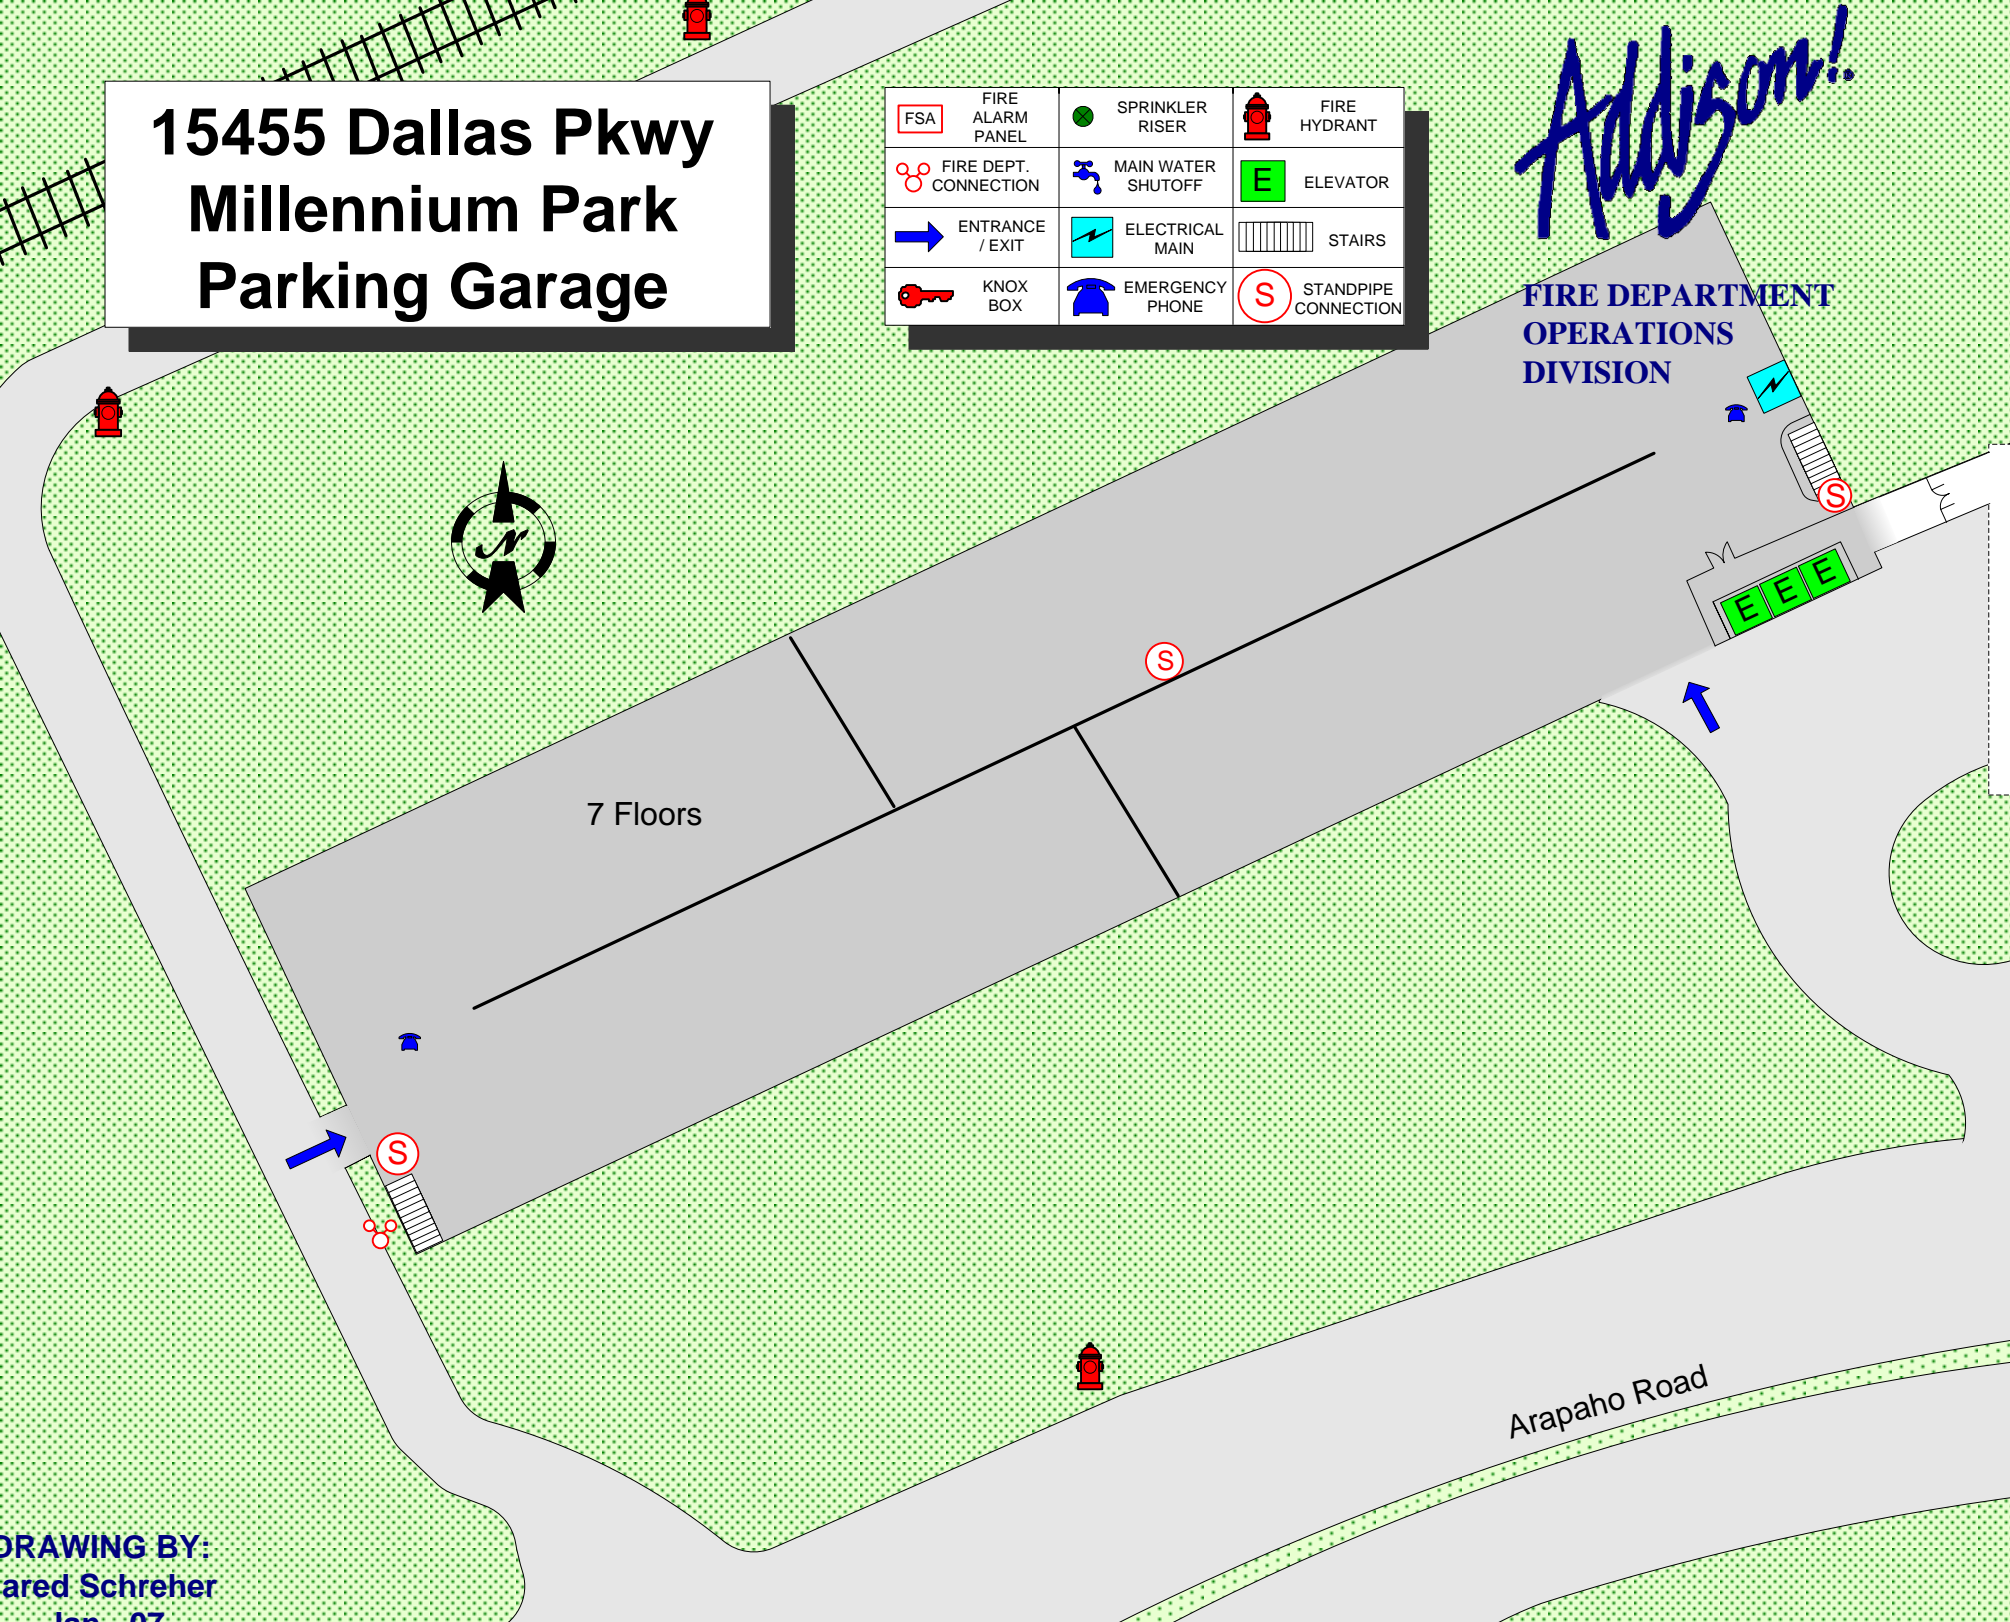 15455 Dallas Pkwy
Millennium Park
Parking Garage
FSA
FIRE
ALARM
PANEL
SPRINKLER
RISER
FIRE
HYDRANT
FIRE DEPT.
CONNECTION
MAIN WATER
SHUTOFF
E
ELEVATOR
ENTRANCE
/ EXIT
ELECTRICAL
MAIN
STAIRS
KNOX
BOX
EMERGENCY
PHONE
S
STANDPIPE
CONNECTION
Addison!
FIRE DEPARTMENT
OPERATIONS
DIVISION
N
S
E E E
S
7 Floors
S
Arapaho Road
DRAWING BY:
ared Schreher
Jan - 07